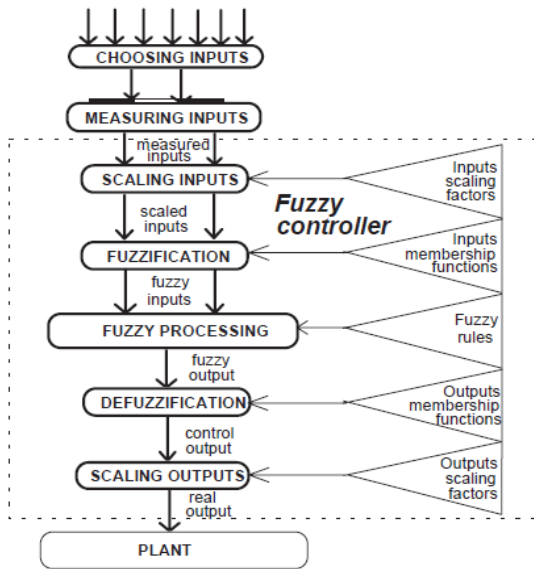 CHOOSING INPUTS
MEASURING INPUTS
measured
inputs
SCALING INPUTS
Inputs
scaling
factors
scaled
inputs
Fuzzy
controller
FUZZIFICATION
Inputs
membership
functions
fuzzy
inputs
FUZZY PROCESSING
Fuzzy
rules
fuzzy
output
DEFUZZIFICATION
Outputs
membership
functions
control
output
SCALING OUTPUTS
Outputs
scaling
factors
real
output
PLANT